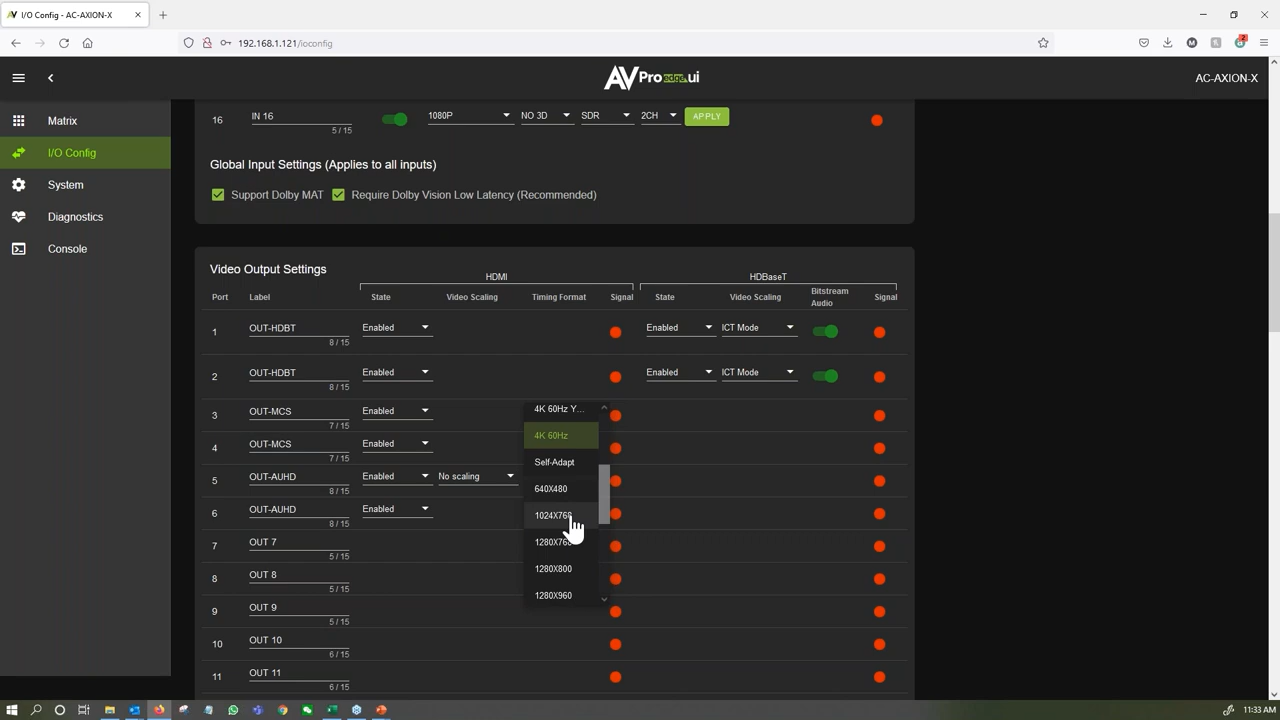 I/O Config - AC-AXION-X
192.168.1.121/ioconfig
2
AVPro edge.ui
AC-AXION-X
Matrix
I/O Config
System
Diagnostics
Console
16 IN 16 1080P NO 3D SDR 2CH APPLY
5 / 15
Global Input Settings (Applies to all inputs)
Support Dolby MAT Require Dolby Vision Low Latency (Recommended)
Video Output Settings
HDMI HDBaseT
Port Label State Video Scaling Timing Format Signal State Video Scaling Bitstream Audio Signal
1 OUT-HDBT Enabled Enabled ICT Mode
8 / 15
2 OUT-HDBT Enabled Enabled ICT Mode
8 / 15
3 OUT-MCS Enabled
7 / 15
4 OUT-MCS Enabled
7 / 15
5 OUT-AUHD Enabled No scaling
8 / 15
6 OUT-AUHD Enabled
8 / 15
7 OUT 7
5 / 15
8 OUT 8
5 / 15
9 OUT 9
5 / 15
10 OUT 10
6 / 15
11 OUT 11
6 / 15
4K 60Hz Y...
4K 60Hz
Self-Adapt
640X480
1024X768
1280X800
1280X960
11:33 AM